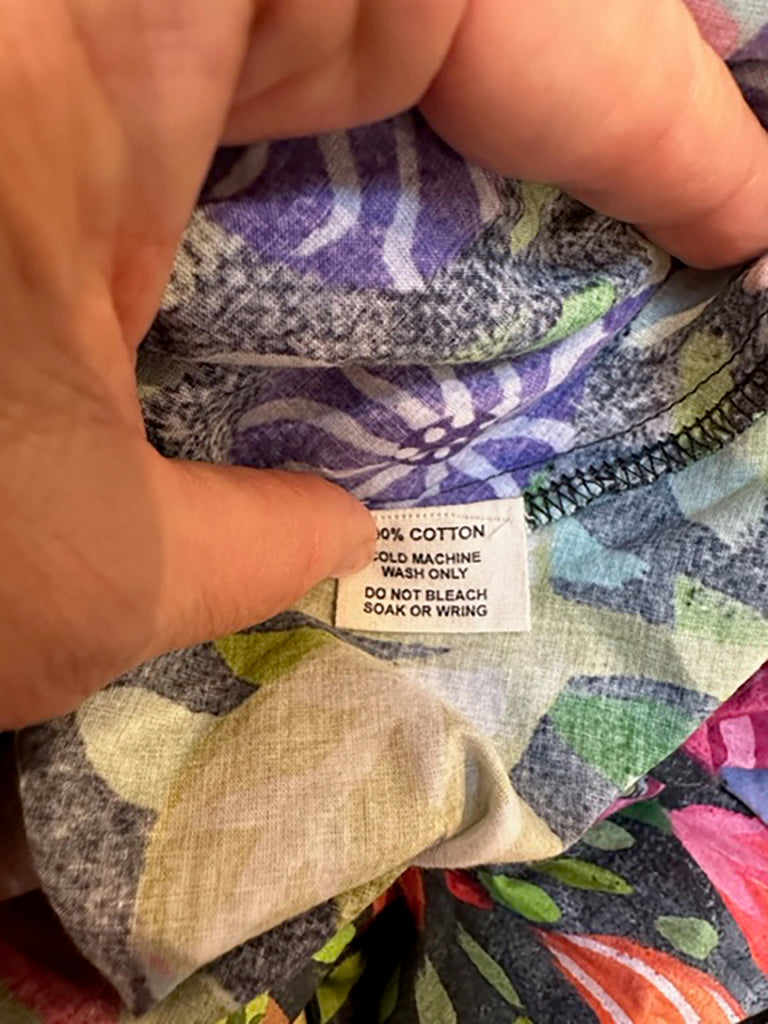 00% COTTON
COLD MACHINE
WASH ONLY
DO NOT BLEACH
SOAK OR WRING